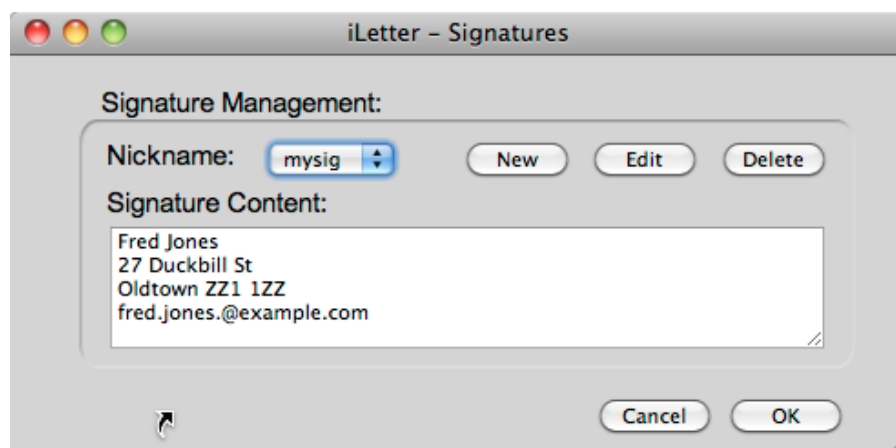 iLetter – Signatures
Signature Management:
Nickname: mysig New Edit Delete
Signature Content:
Fred Jones
27 Duckbill St
Oldtown ZZ1 1ZZ
fred.jones.@example.com
Cancel OK